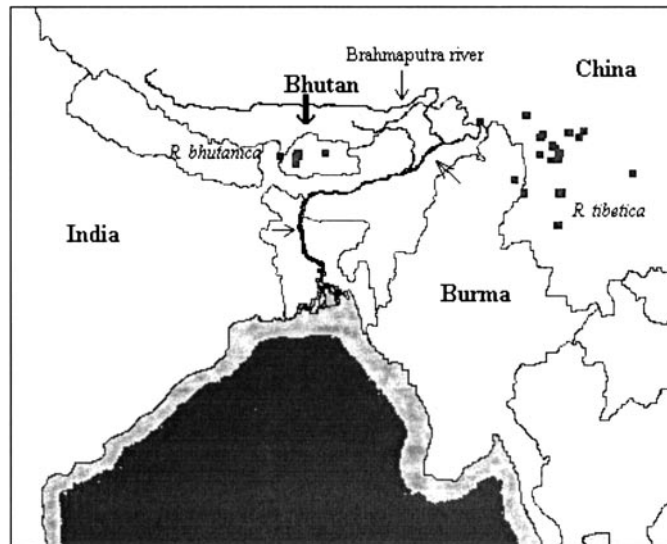 Brahmaputra river
China
Bhutan
R. bhutanica
R. tibetica
India
Burma